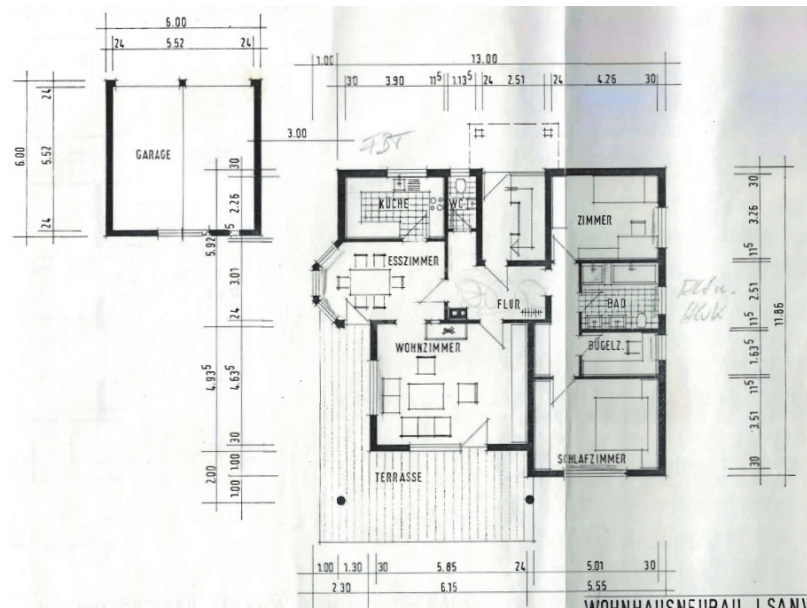 6.00
24 5.52 24
1.00 13.00
30 3.90 11⁵ 1.13⁵ 24 2.51 24 4.26 30
24
5.52
24
6.00
3.00
GARAGE
30
2.26
5.92⁵
3.01
24
4.93⁵
4.63⁵
30
2.00
1.00
1.00
KÜCHE
WC
ZIMMER
ESSZIMMER
FLUR
BAD
WOHNZIMMER
BÜGELZ.
SCHLAFZIMMER
TERRASSE
30
3.26
11⁵
2.51
11⁵
1.63⁵
11⁵
3.51
30
11.86
1.00 1.30 30 5.85 24 5.01 30
2.30 6.15 5.55
WOHNHAUSNEUBAU